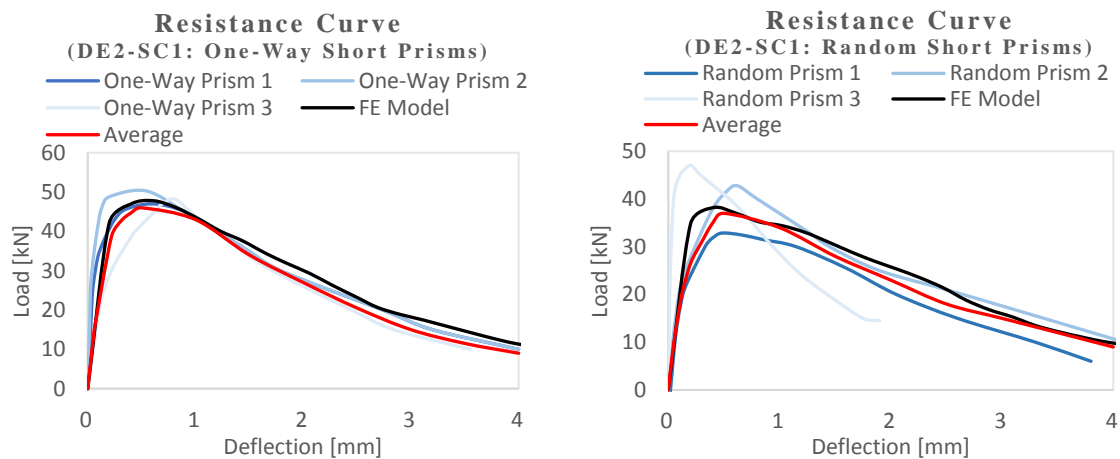 Resistance Curve
(DE2-SC1: One-Way Short Prisms)
One-Way Prism 1
One-Way Prism 2
One-Way Prism 3
FE Model
Average
60
50
40
30
20
10
0
Load [kN]
0 1 2 3 4
Deflection [mm]
Resistance Curve
(DE2-SC1: Random Short Prisms)
Random Prism 1
Random Prism 2
Random Prism 3
FE Model
Average
50
40
30
20
10
0
Load [kN]
0 1 2 3 4
Deflection [mm]